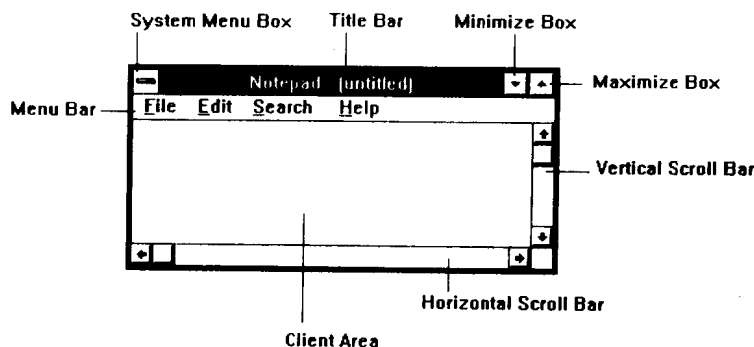 System Menu Box Title Bar Minimize Box
Notepad (untitled) Maximize Box
Menu Bar File Edit Search Help
Vertical Scroll Bar
Horizontal Scroll Bar
Client Area